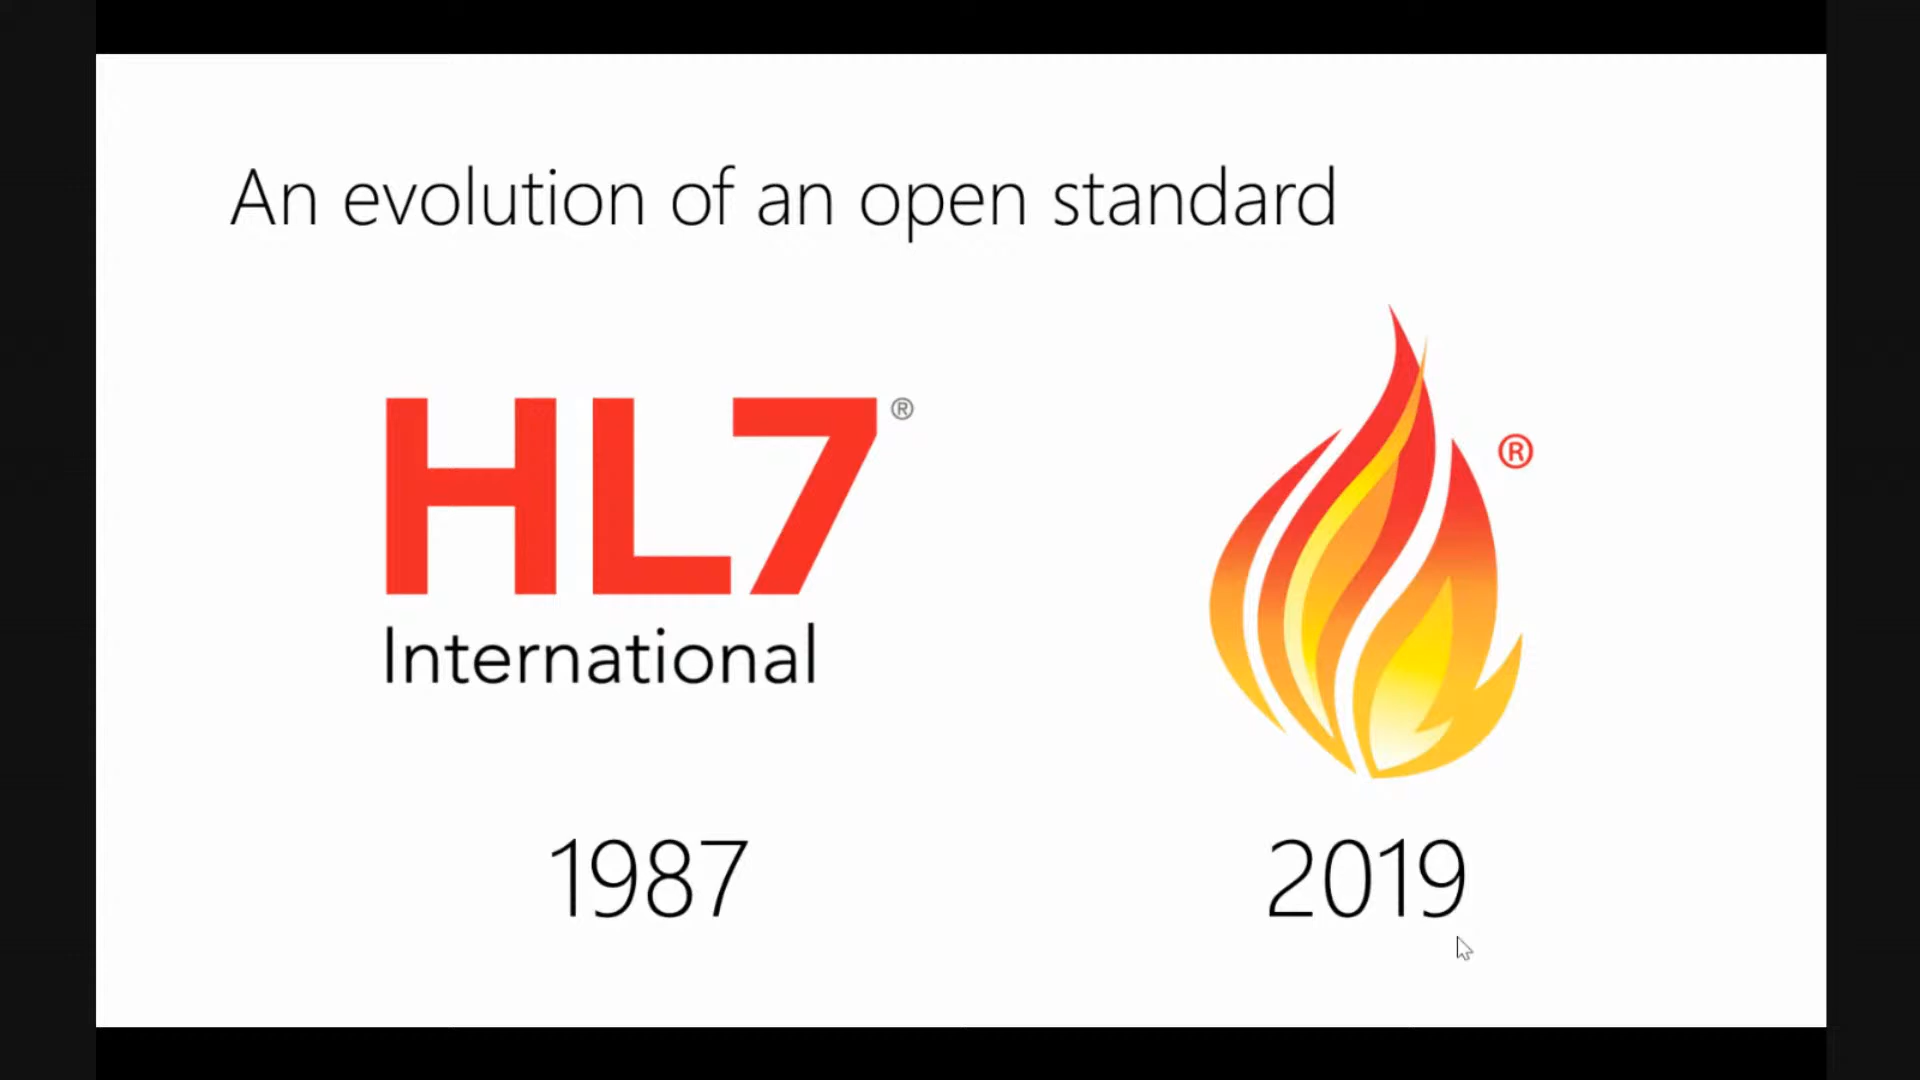 An evolution of an open standard
HL7®
International
®
1987
2019